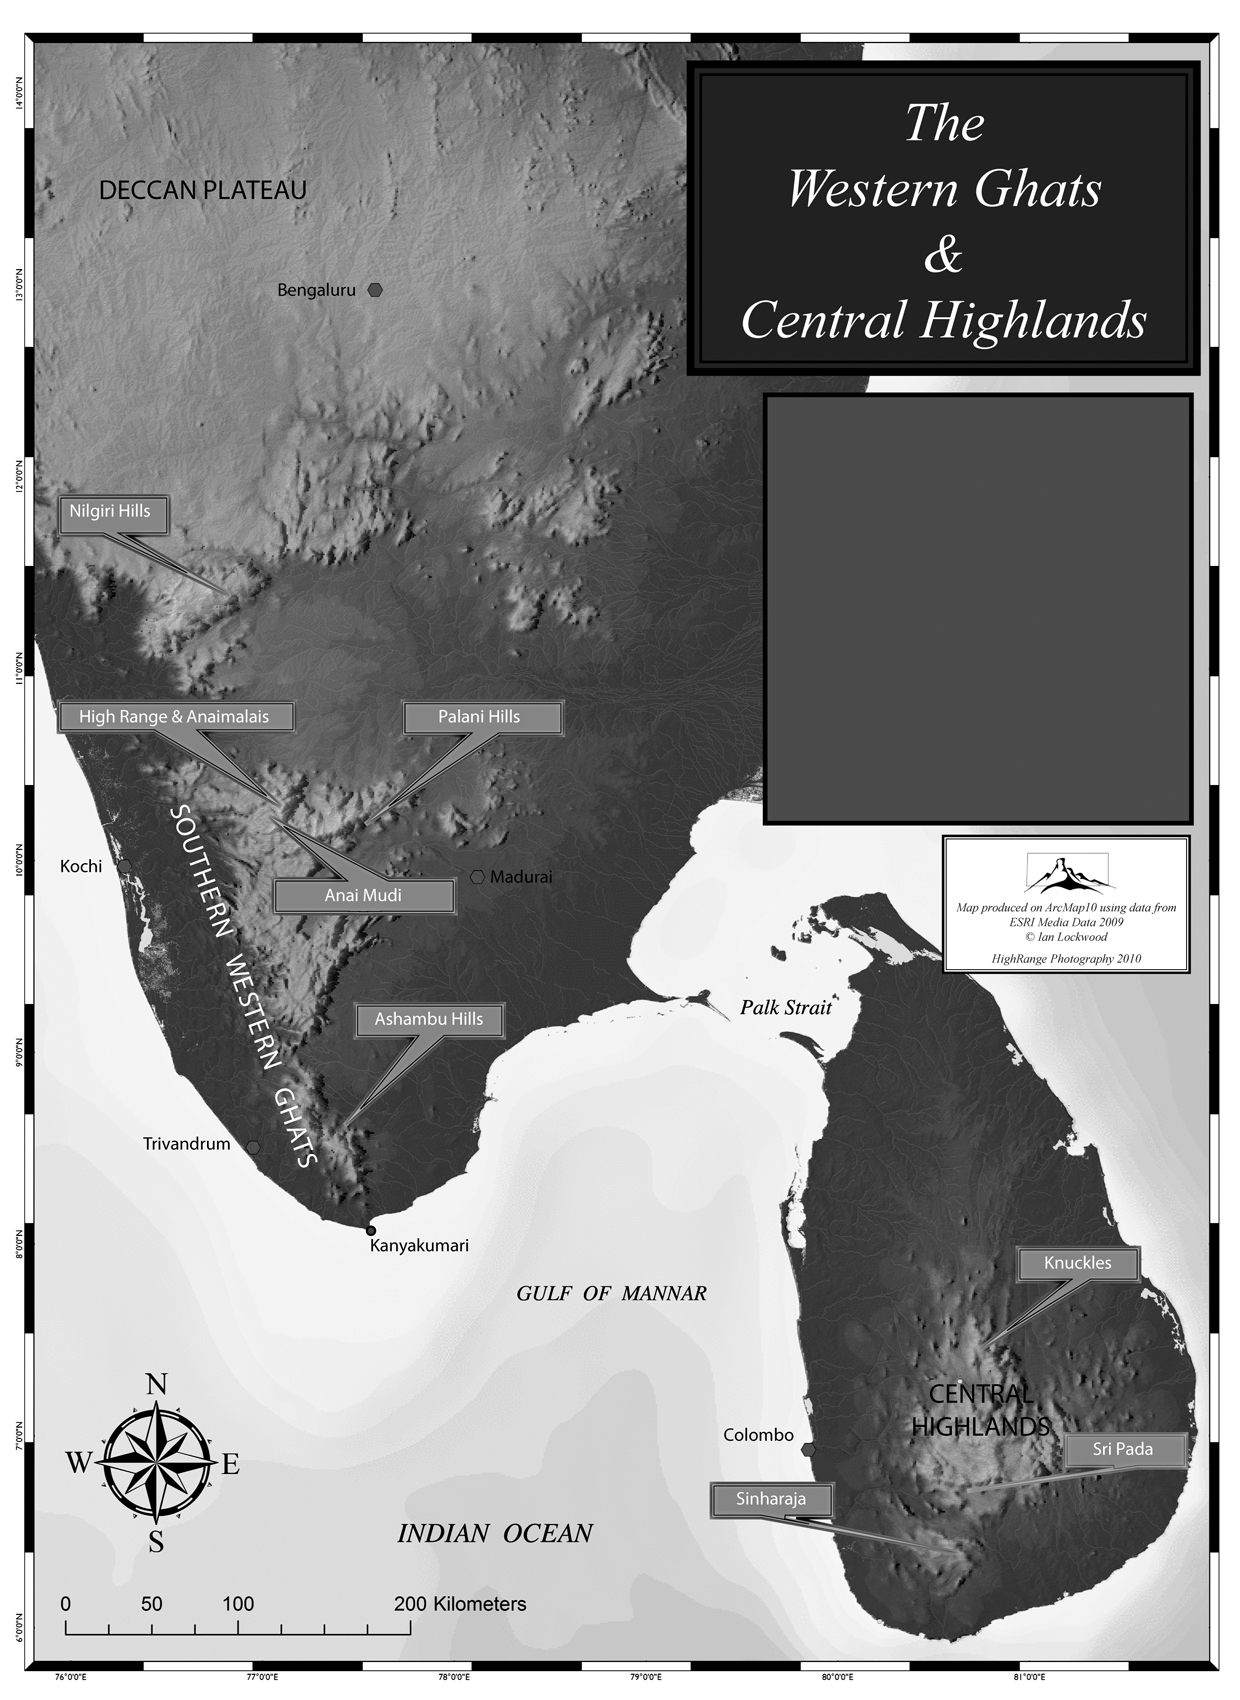 The
Western Ghats
&
Central Highlands
DECCAN PLATEAU
Bengaluru
Nilgiri Hills
High Range & Anaimalais
Palani Hills
SOUTHERN WESTERN GHATS
Kochi
Anai Mudi
Madurai
Map produced on ArcMap10 using data from
ESRI Media Data 2009
© Ian Lockwood
HighRange Photography 2010
Palk Strait
Ashambu Hills
Trivandrum
Kanyakumari
GULF OF MANNAR
Knuckles
CENTRAL
HIGHLANDS
Colombo
Sri Pada
Sinharaja
INDIAN OCEAN
N
W
E
S
0 50 100 200 Kilometers
14°0'0"N
13°0'0"N
12°0'0"N
11°0'0"N
10°0'0"N
9°0'0"N
8°0'0"N
7°0'0"N
6°0'0"N
76°0'0"E 77°0'0"E 78°0'0"E 79°0'0"E 80°0'0"E 81°0'0"E